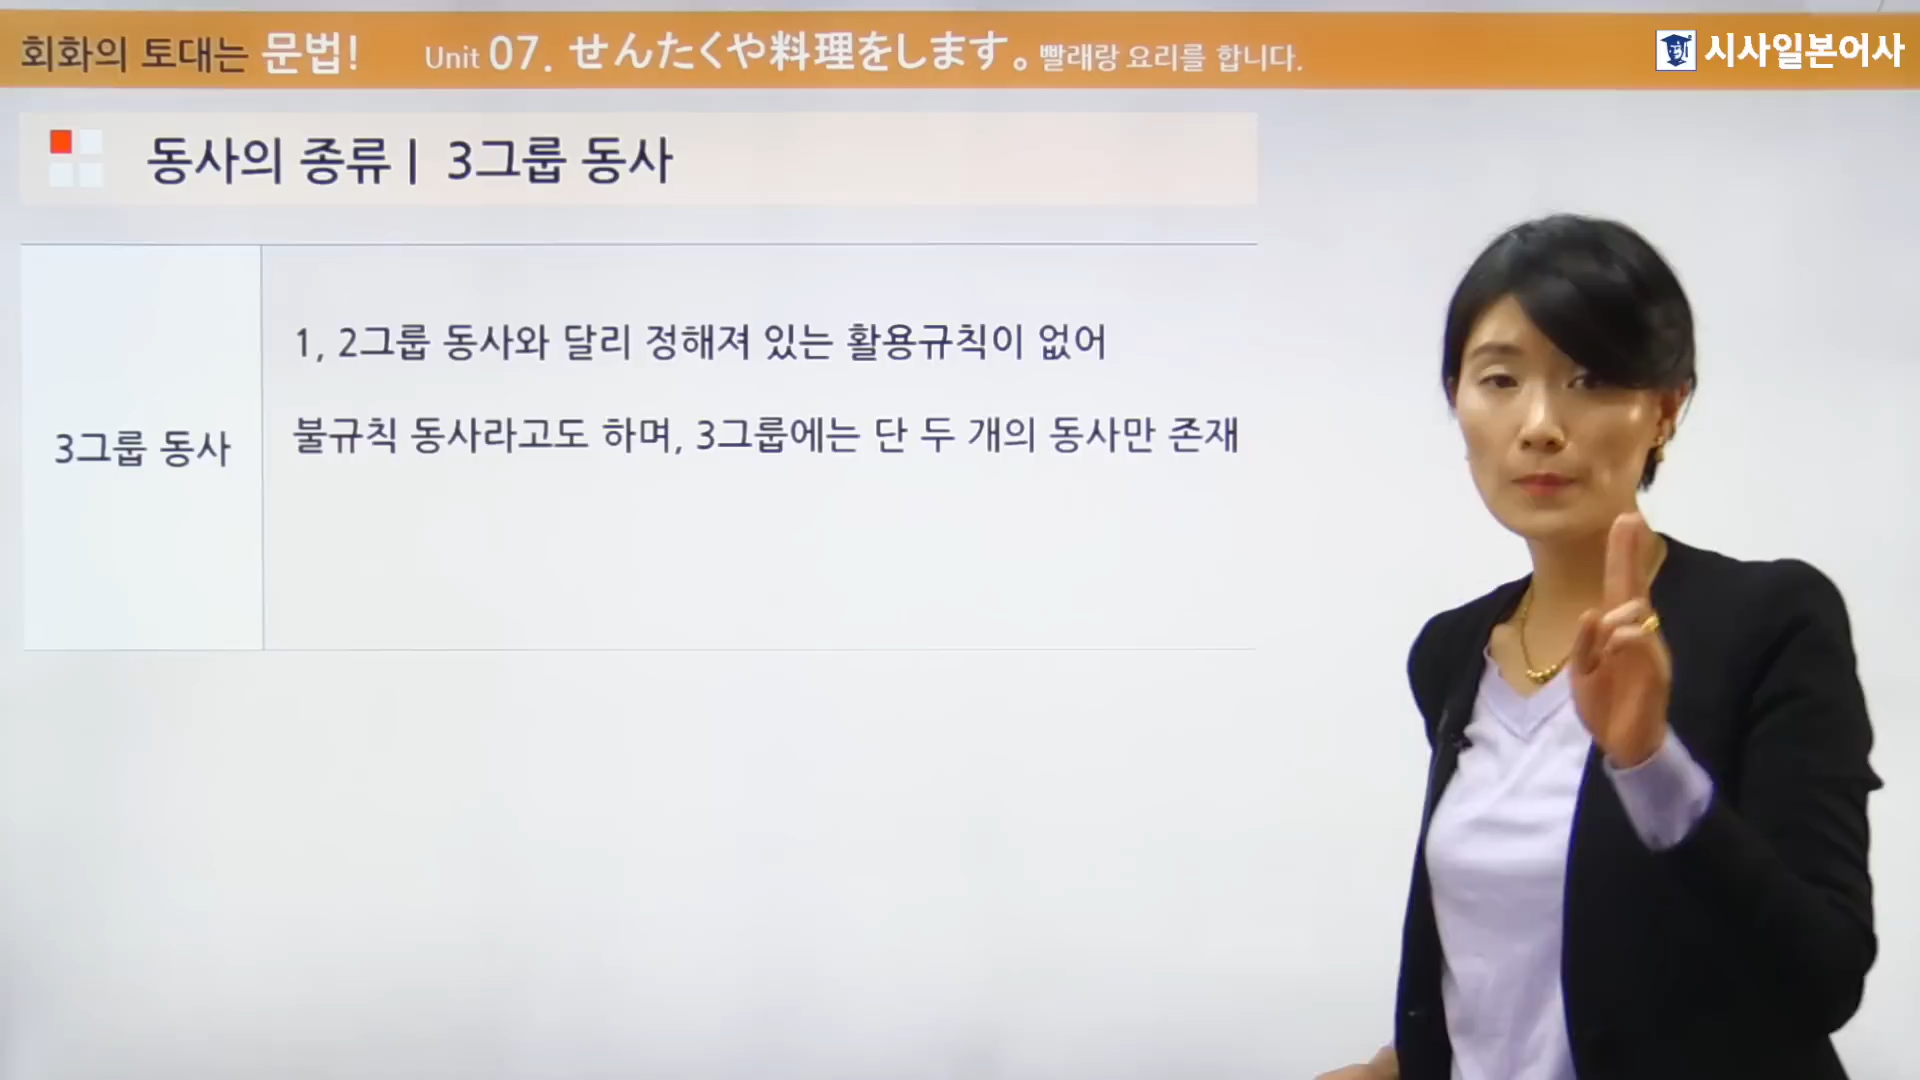 회화의 토대는 문법! Unit 07. せんたくや料理をします。빨래랑 요리를 합니다.
시사일본어사
동사의 종류 | 3그룹 동사
1, 2그룹 동사와 달리 정해져 있는 활용규칙이 없어
불규칙 동사라고도 하며, 3그룹에는 단 두 개의 동사만 존재
3그룹 동사